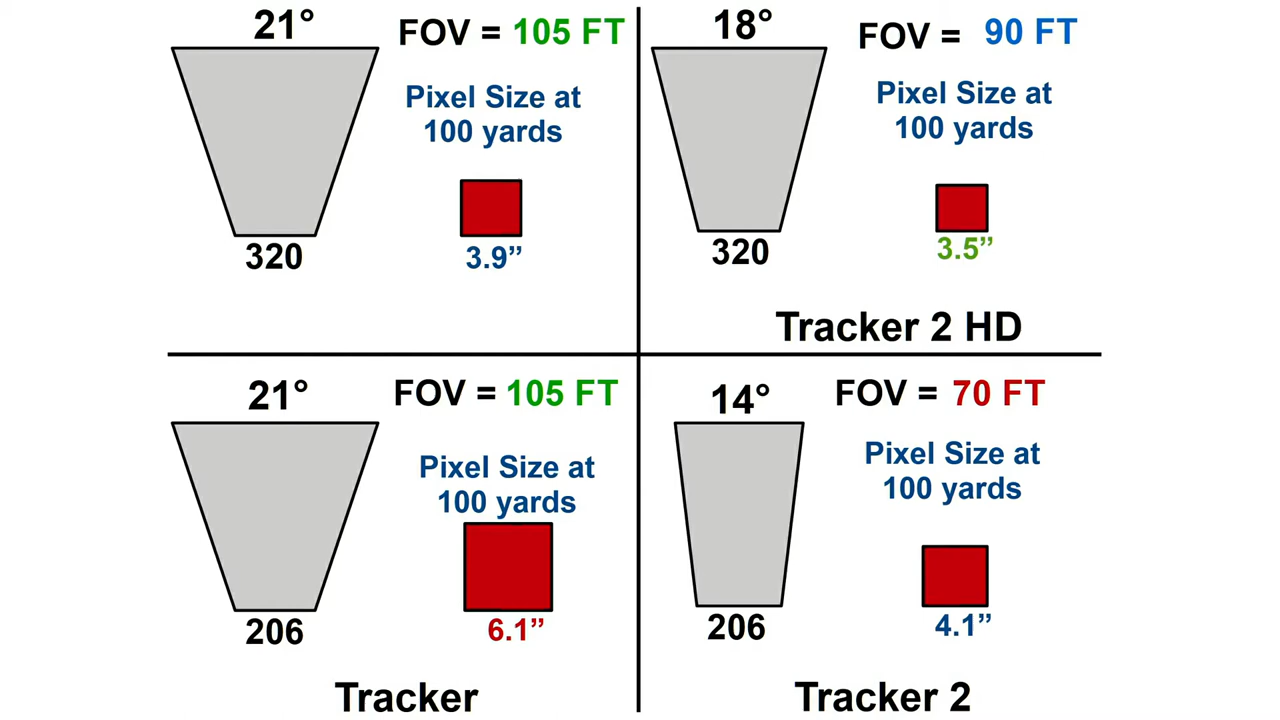 21°
FOV = 105 FT
Pixel Size at
100 yards
320
3.9”
18°
FOV = 90 FT
Pixel Size at
100 yards
320
3.5”
Tracker 2 HD
21°
FOV = 105 FT
Pixel Size at
100 yards
206
6.1”
Tracker
14°
FOV = 70 FT
Pixel Size at
100 yards
206
4.1”
Tracker 2